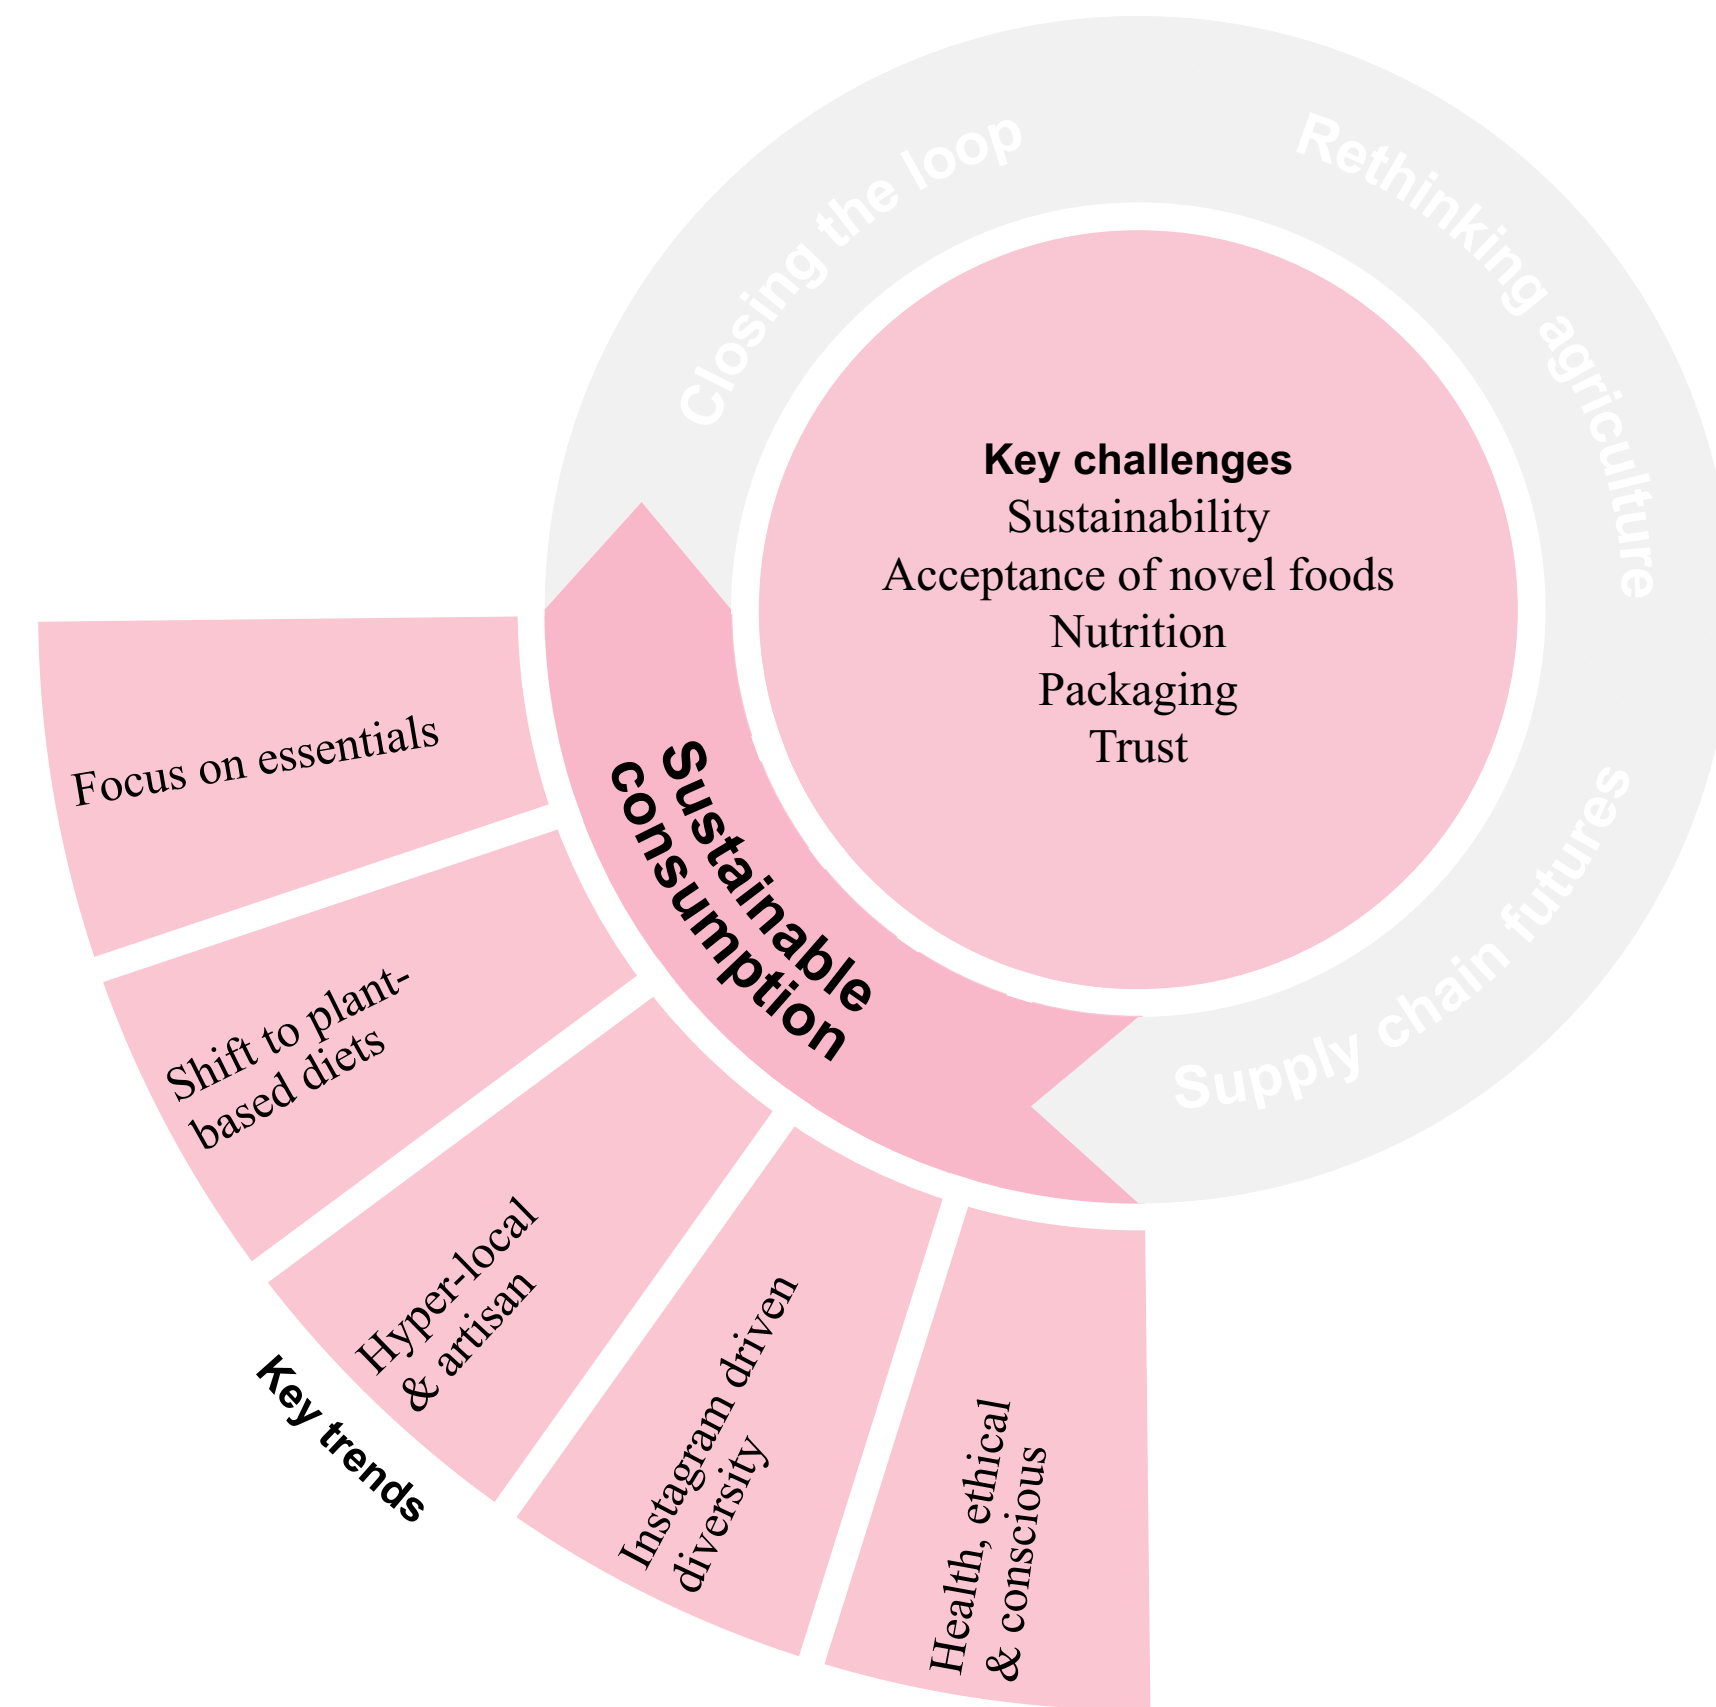 Closing the loop
Rethinking agriculture
Supply chain futures
Sustainable
consumption
Key challenges
Sustainability
Acceptance of novel foods
Nutrition
Packaging
Trust
Focus on essentials
Shift to plant-
based diets
Hyper-local
& artisan
Instagram driven
diversity
Health, ethical
& conscious
Key trends